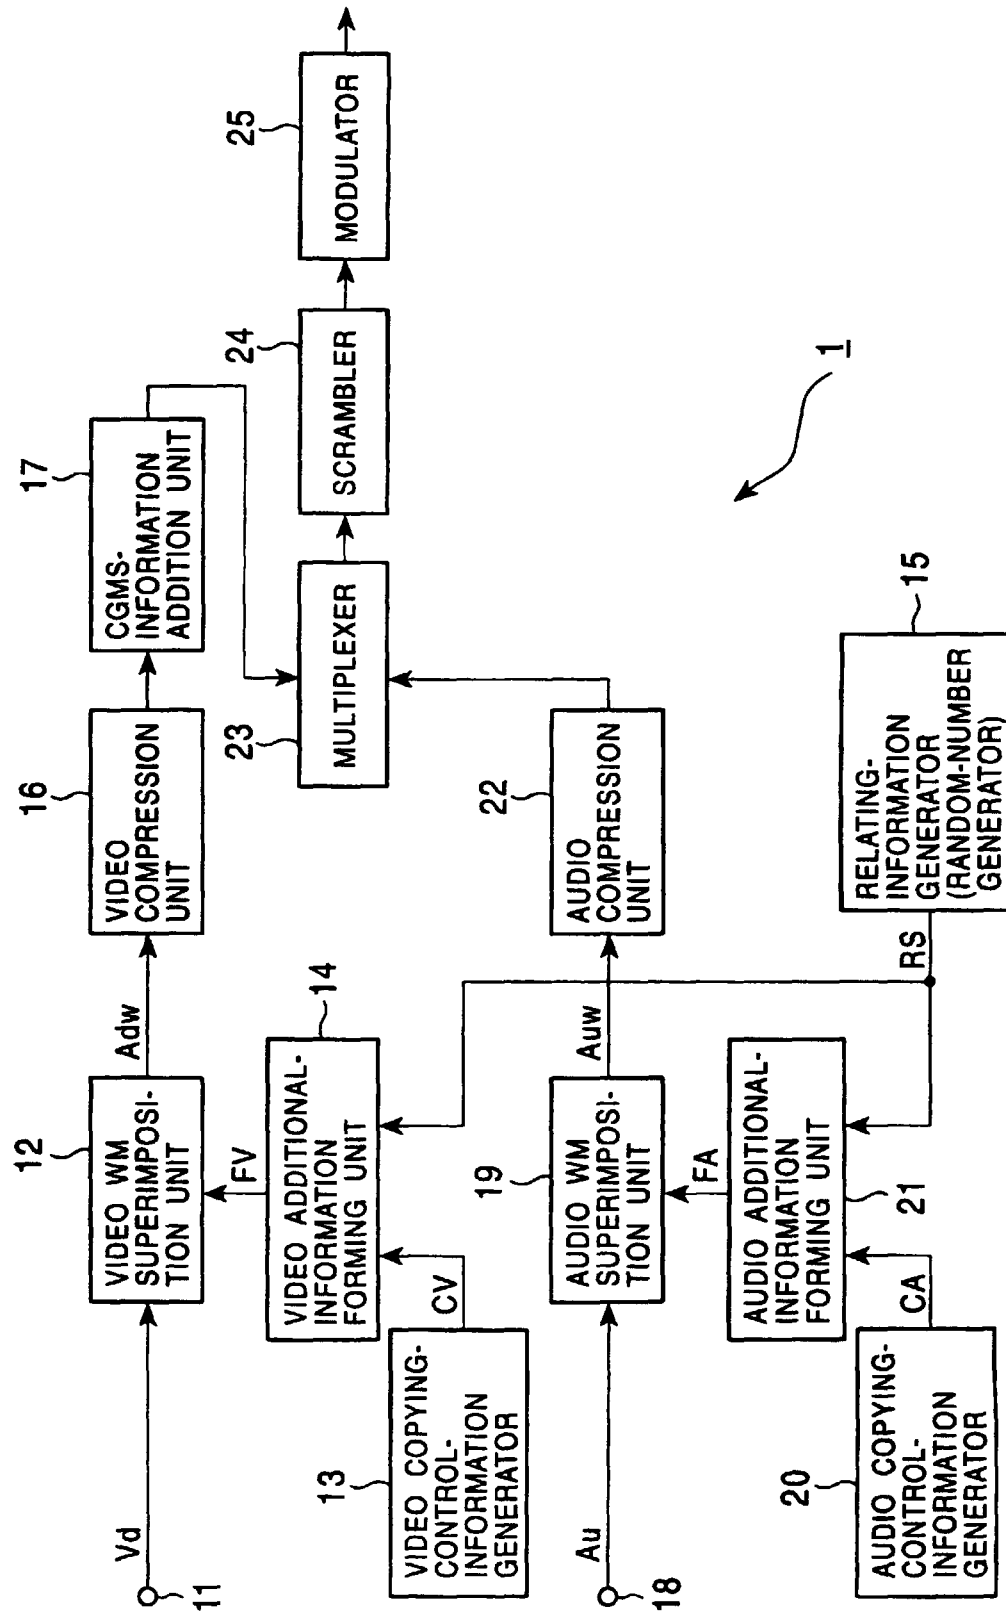 Vd
11
12
VIDEO WM
SUPERIMPOSI-
TION UNIT
Adw
16
VIDEO
COMPRESSION
UNIT
17
CGMS-
INFORMATION
ADDITION UNIT
FV
14
VIDEO ADDITIONAL-
INFORMATION
FORMING UNIT
13
VIDEO COPYING-
CONTROL-
INFORMATION
GENERATOR
CV
23
MULTIPLEXER
24
SCRAMBLER
25
MODULATOR
Au
18
19
AUDIO WM
SUPERIMPOSI-
TION UNIT
Auw
22
AUDIO
COMPRESSION
UNIT
FA
AUDIO ADDITIONAL-
INFORMATION
FORMING UNIT
21
20
AUDIO COPYING-
CONTROL-
INFORMATION
GENERATOR
CA
RS
15
RELATING-
INFORMATION
GENERATOR
(RANDOM-NUMBER
GENERATOR)
1